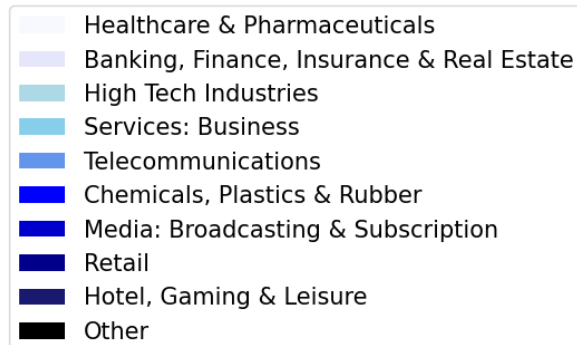 Healthcare & Pharmaceuticals
Banking, Finance, Insurance & Real Estate
High Tech Industries
Services: Business
Telecommunications
Chemicals, Plastics & Rubber
Media: Broadcasting & Subscription
Retail
Hotel, Gaming & Leisure
Other